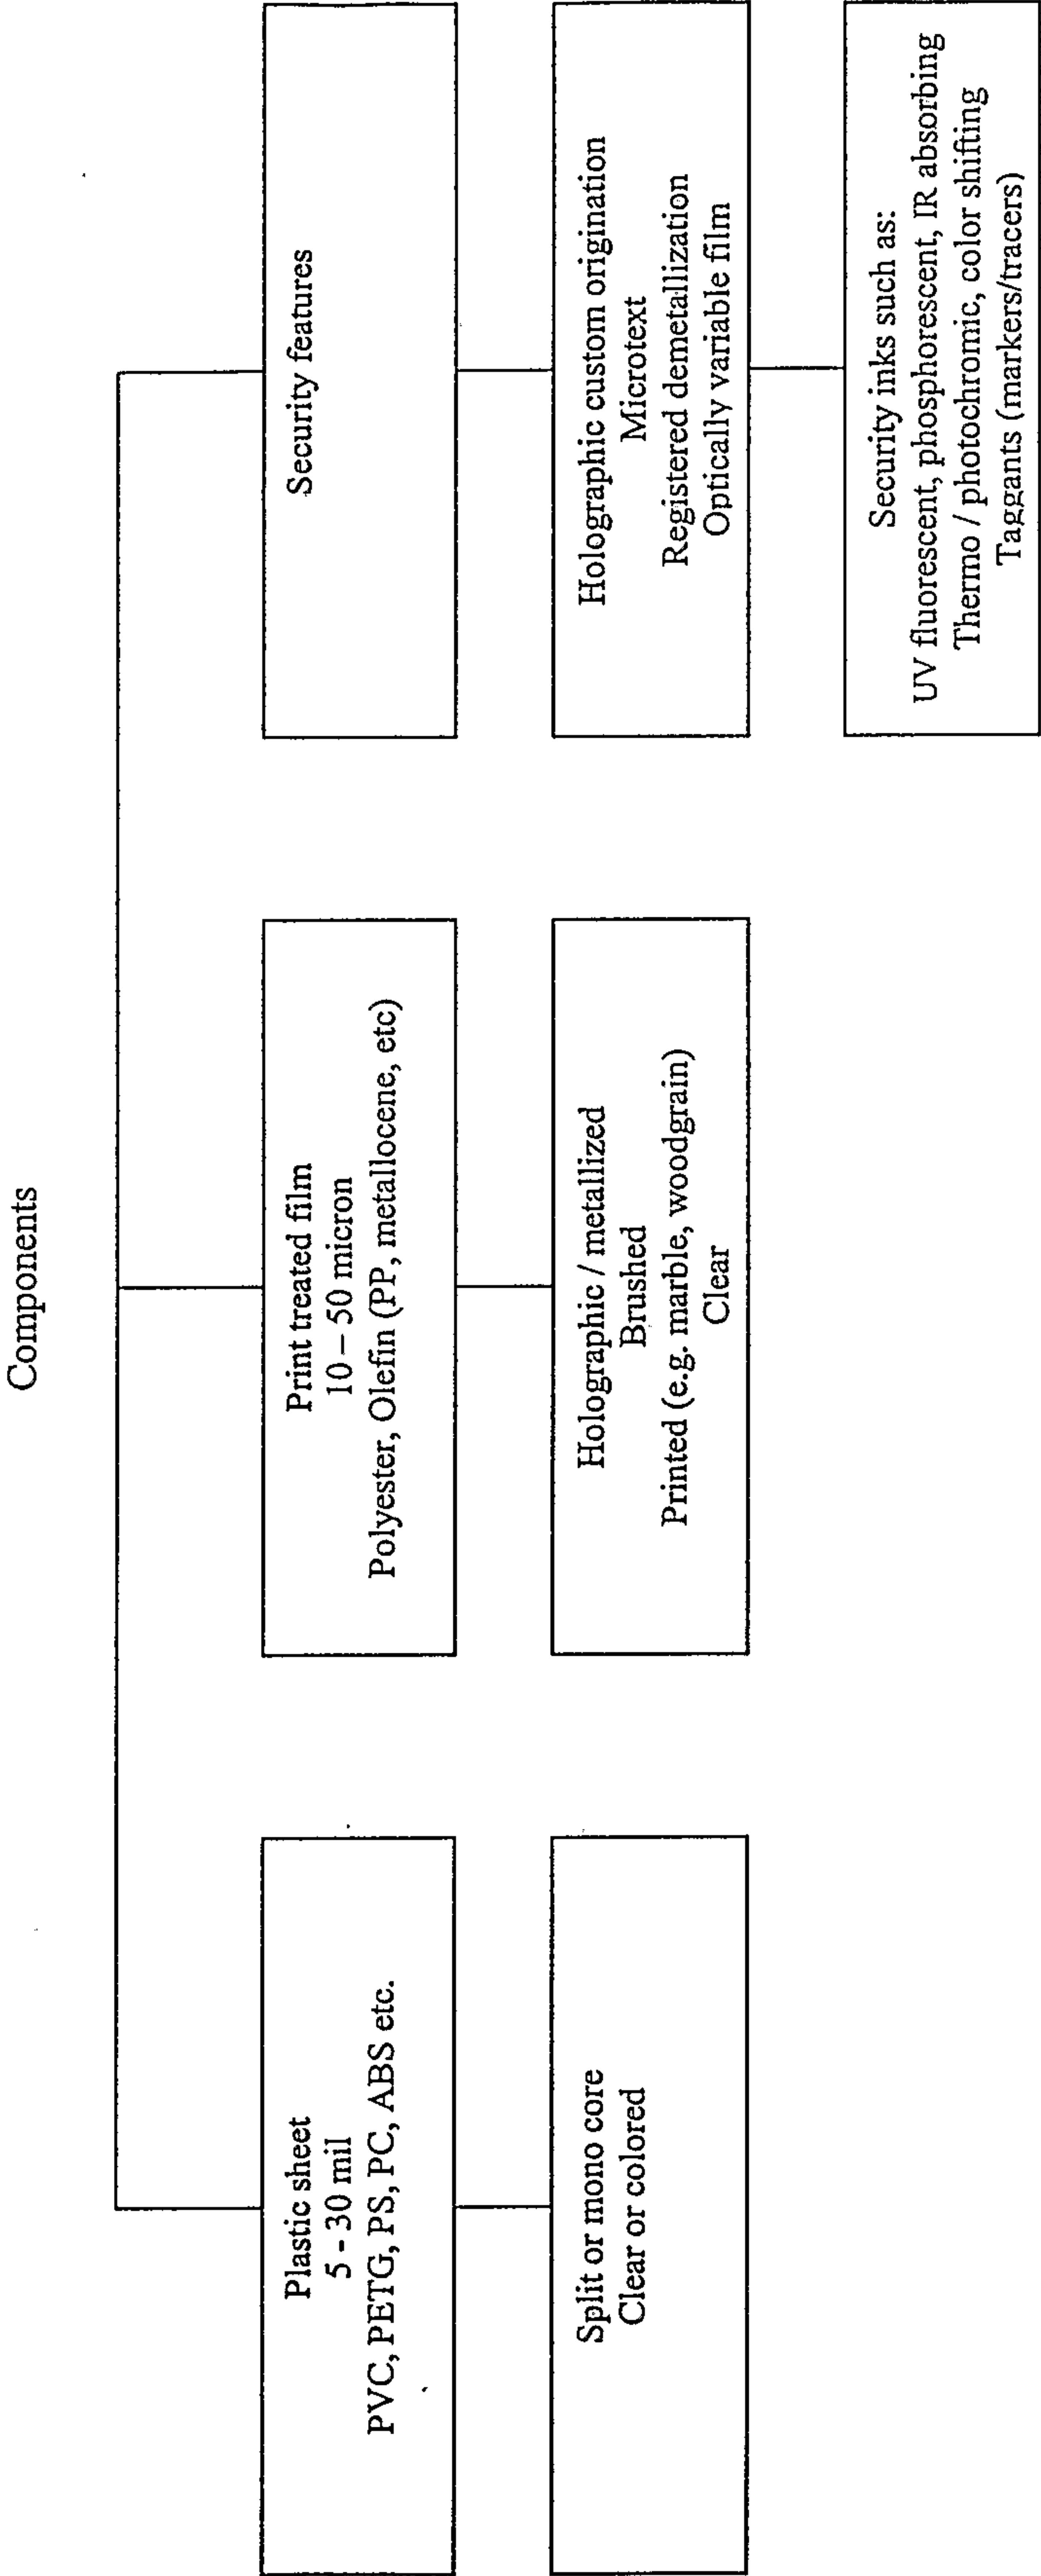 Components
Plastic sheet
5 - 30 mil
PVC, PETG, PS, PC, ABS etc.
Split or mono core
Clear or colored
Print treated film
10 – 50 micron
Polyester, Olefin (PP, metallocene, etc)
Holographic / metallized
Brushed
Printed (e.g. marble, woodgrain)
Clear
Security features
Holographic custom origination
Microtext
Registered demetallization
Optically variable film
Security inks such as:
UV fluorescent, phosphorescent, IR absorbing
Thermo / photochromic, color shifting
Taggants (markers/tracers)